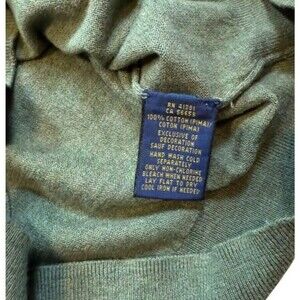 RN 41381
CA 56656
100% COTTON (PIMA)
COTON (PIMA)
EXCLUSIVE OF
DECORATION
SAUF DECORATION
HAND WASH COLD
SEPARATELY
ONLY NON-CHLORINE
BLEACH WHEN NEEDED
LAY FLAT TO DRY
COOL IRON IF NEEDED